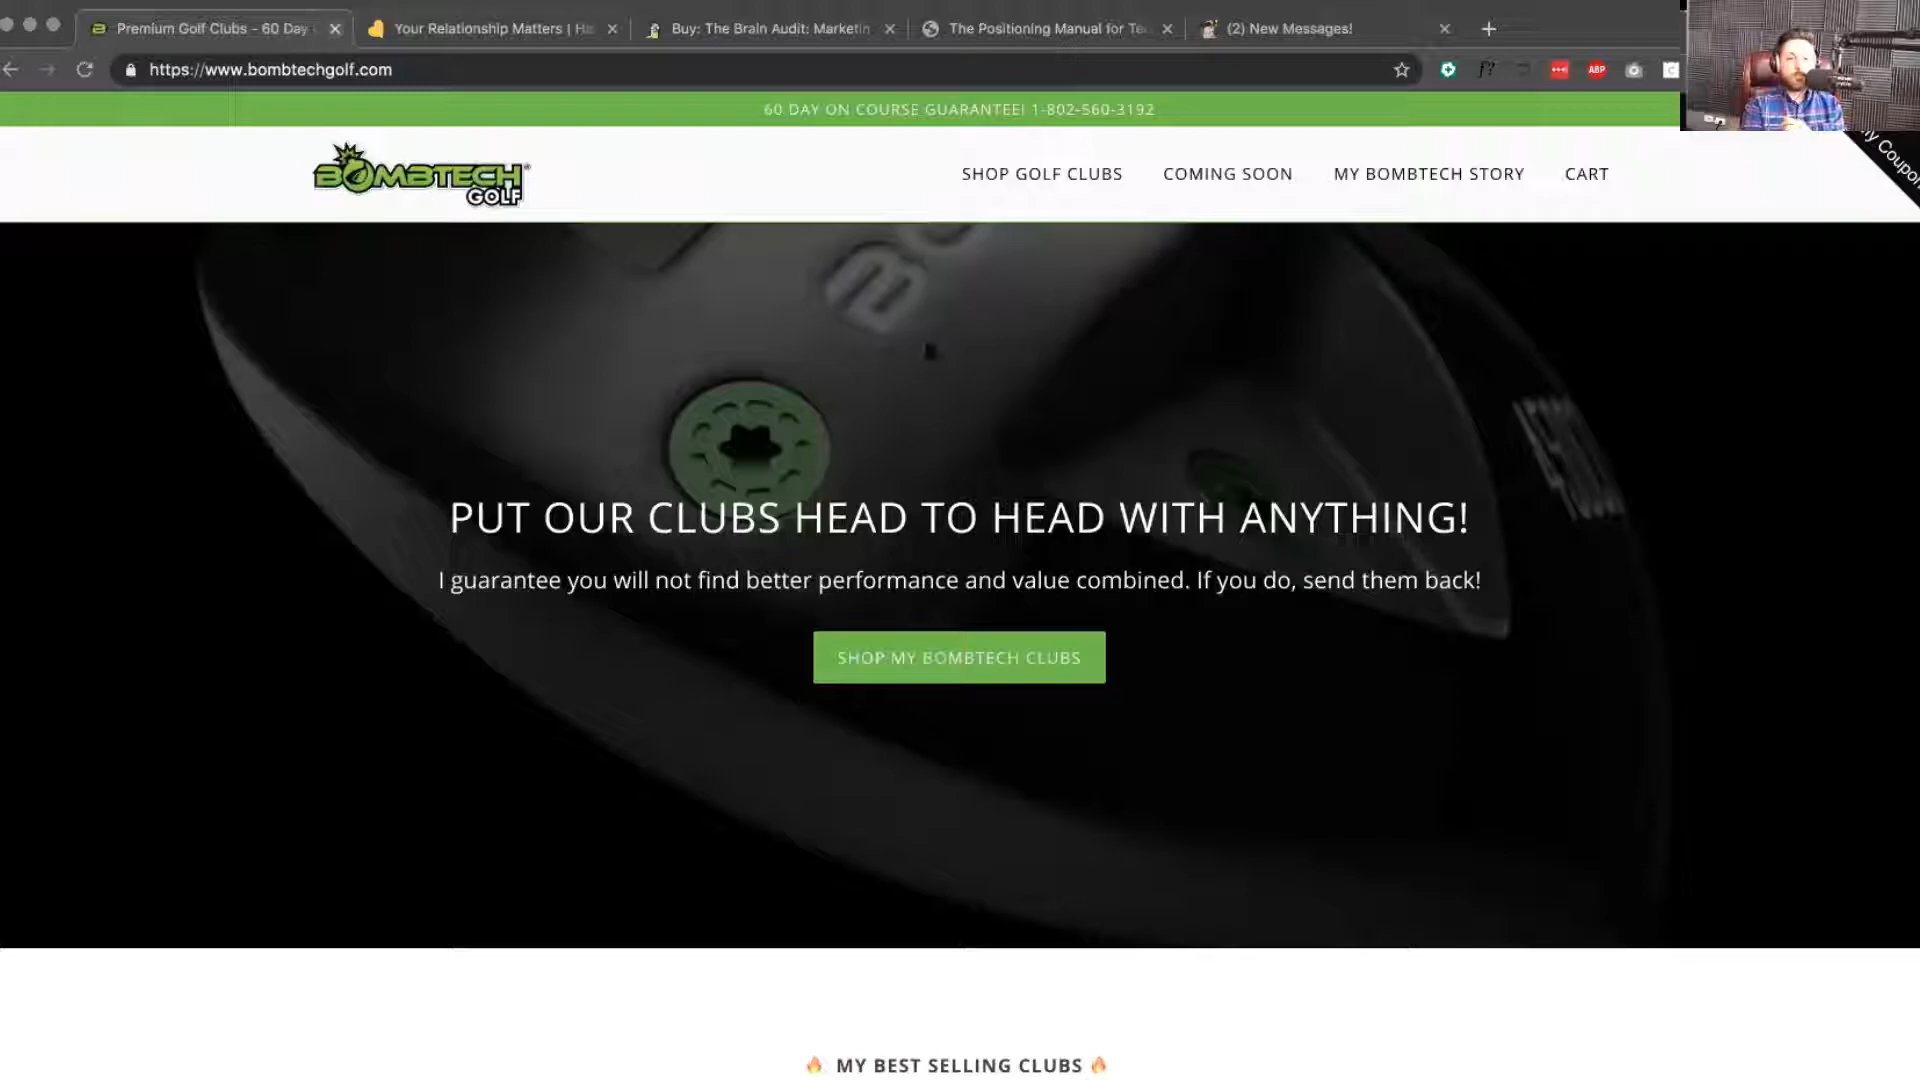 Premium Golf Clubs - 60 Day
Your Relationship Matters | Hi
Buy: The Brain Audit: Marketin
The Positioning Manual for Te
(2) New Messages!
https://www.bombtechgolf.com
f?
ABP
C
60 DAY ON COURSE GUARANTEE! 1-802-560-3192
My Coupon
BOMBTECH
GOLF
SHOP GOLF CLUBS
COMING SOON
MY BOMBTECH STORY
CART
PUT OUR CLUBS HEAD TO HEAD WITH ANYTHING!
I guarantee you will not find better performance and value combined. If you do, send them back!
SHOP MY BOMBTECH CLUBS
🔥 MY BEST SELLING CLUBS 🔥